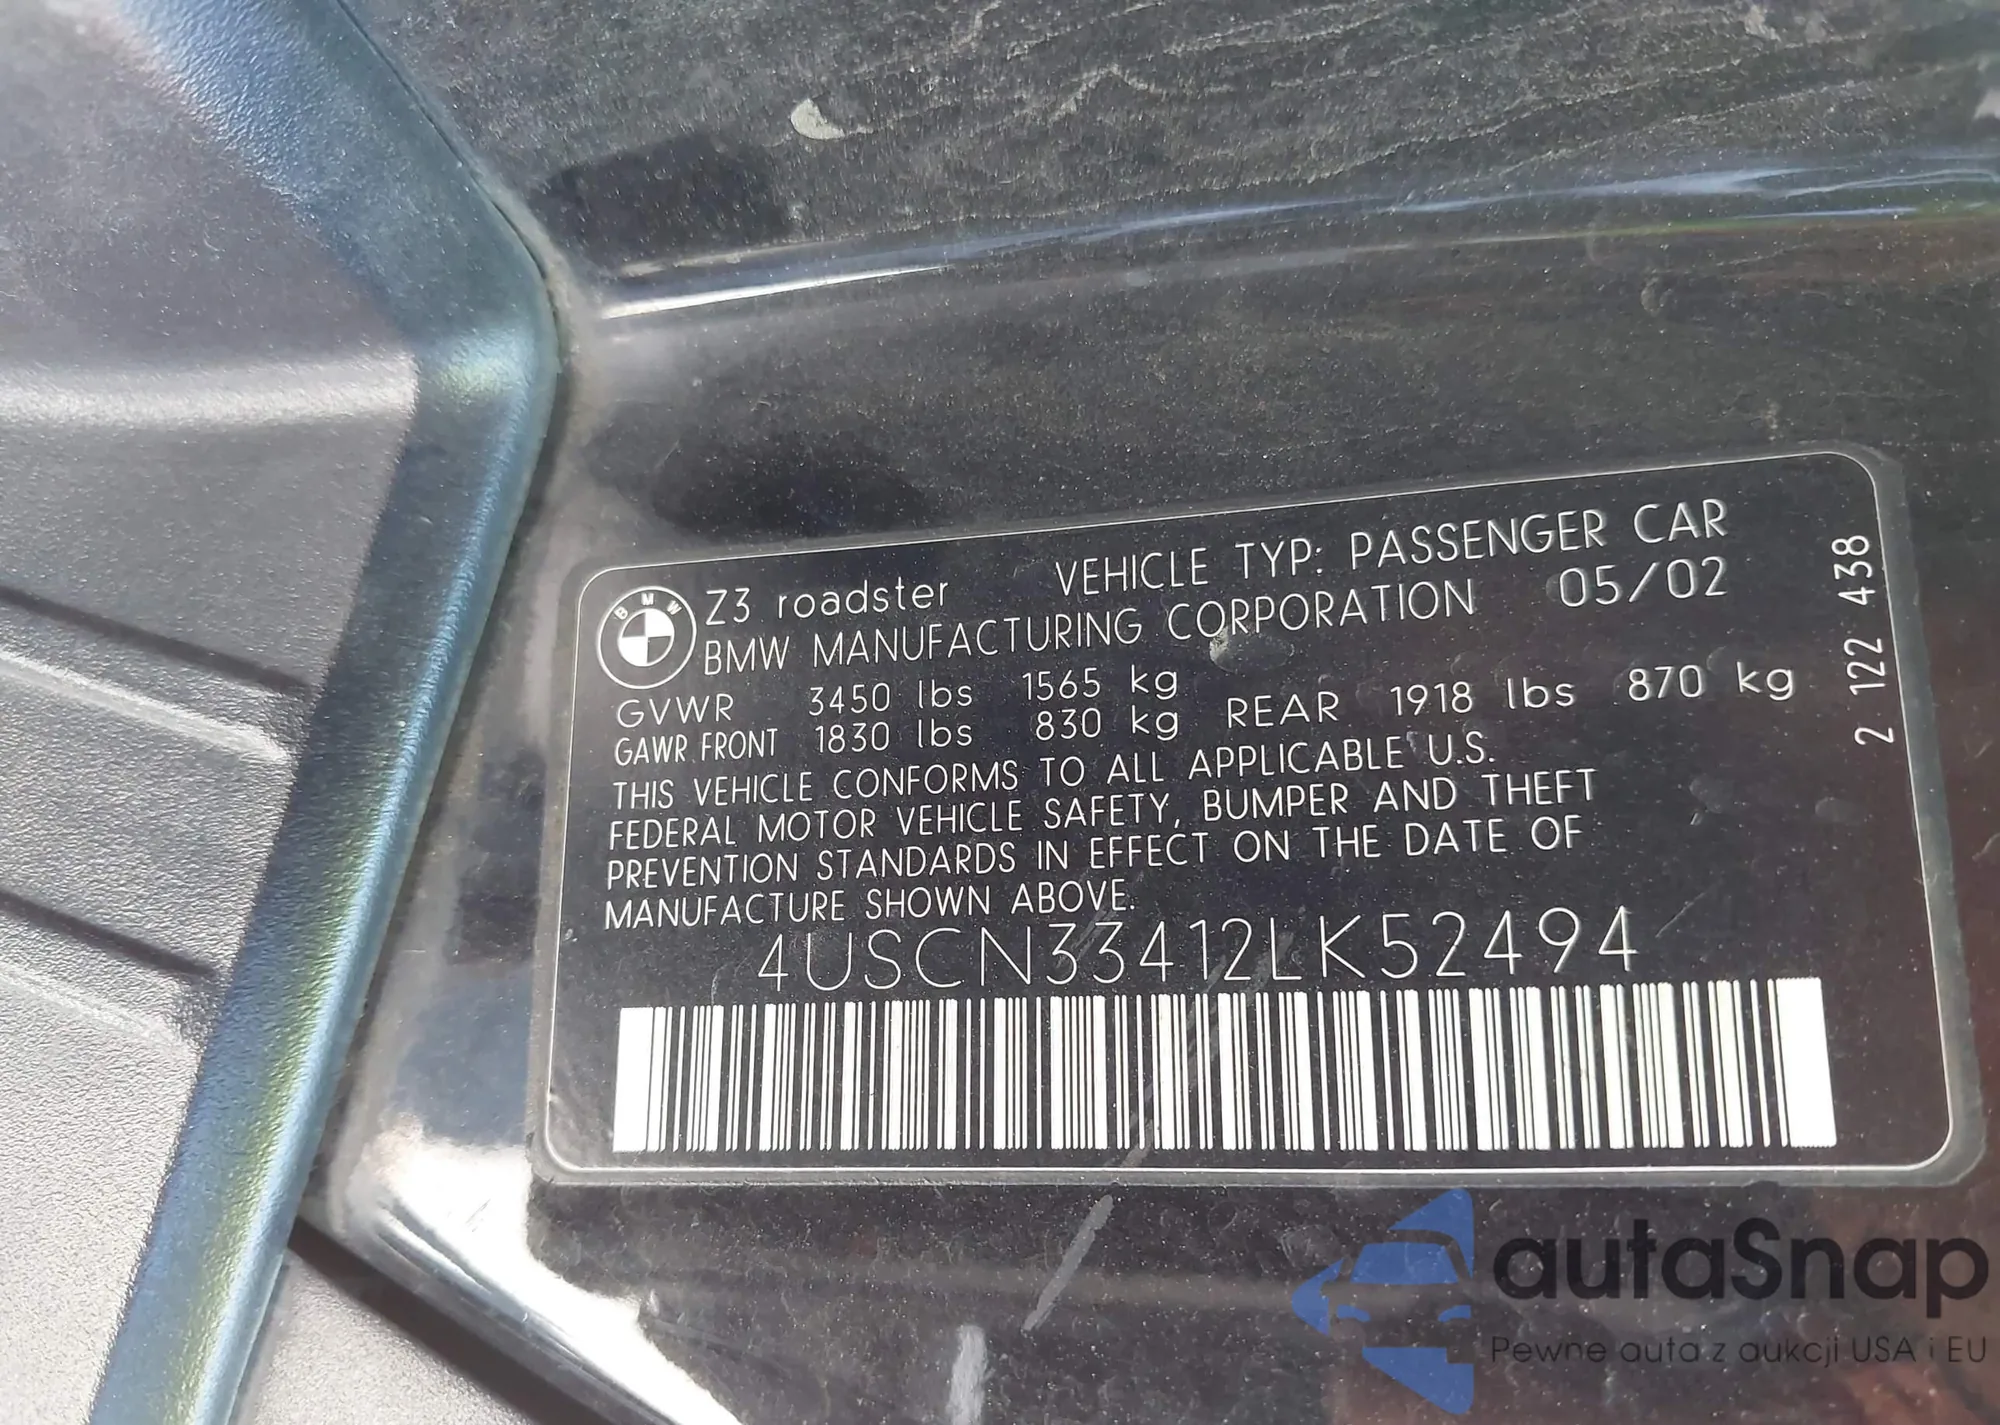 BMW
Z3 roadster VEHICLE TYP: PASSENGER CAR
BMW MANUFACTURING CORPORATION 05/02
GVWR 3450 lbs 1565 kg
GAWR FRONT 1830 lbs 830 kg REAR 1918 lbs 870 kg
THIS VEHICLE CONFORMS TO ALL APPLICABLE U.S.
FEDERAL MOTOR VEHICLE SAFETY, BUMPER AND THEFT
PREVENTION STANDARDS IN EFFECT ON THE DATE OF
MANUFACTURE SHOWN ABOVE.
4USCN33412LK52494
2 122 438
autaSnap
Pewne auta z aukcji USA i EU